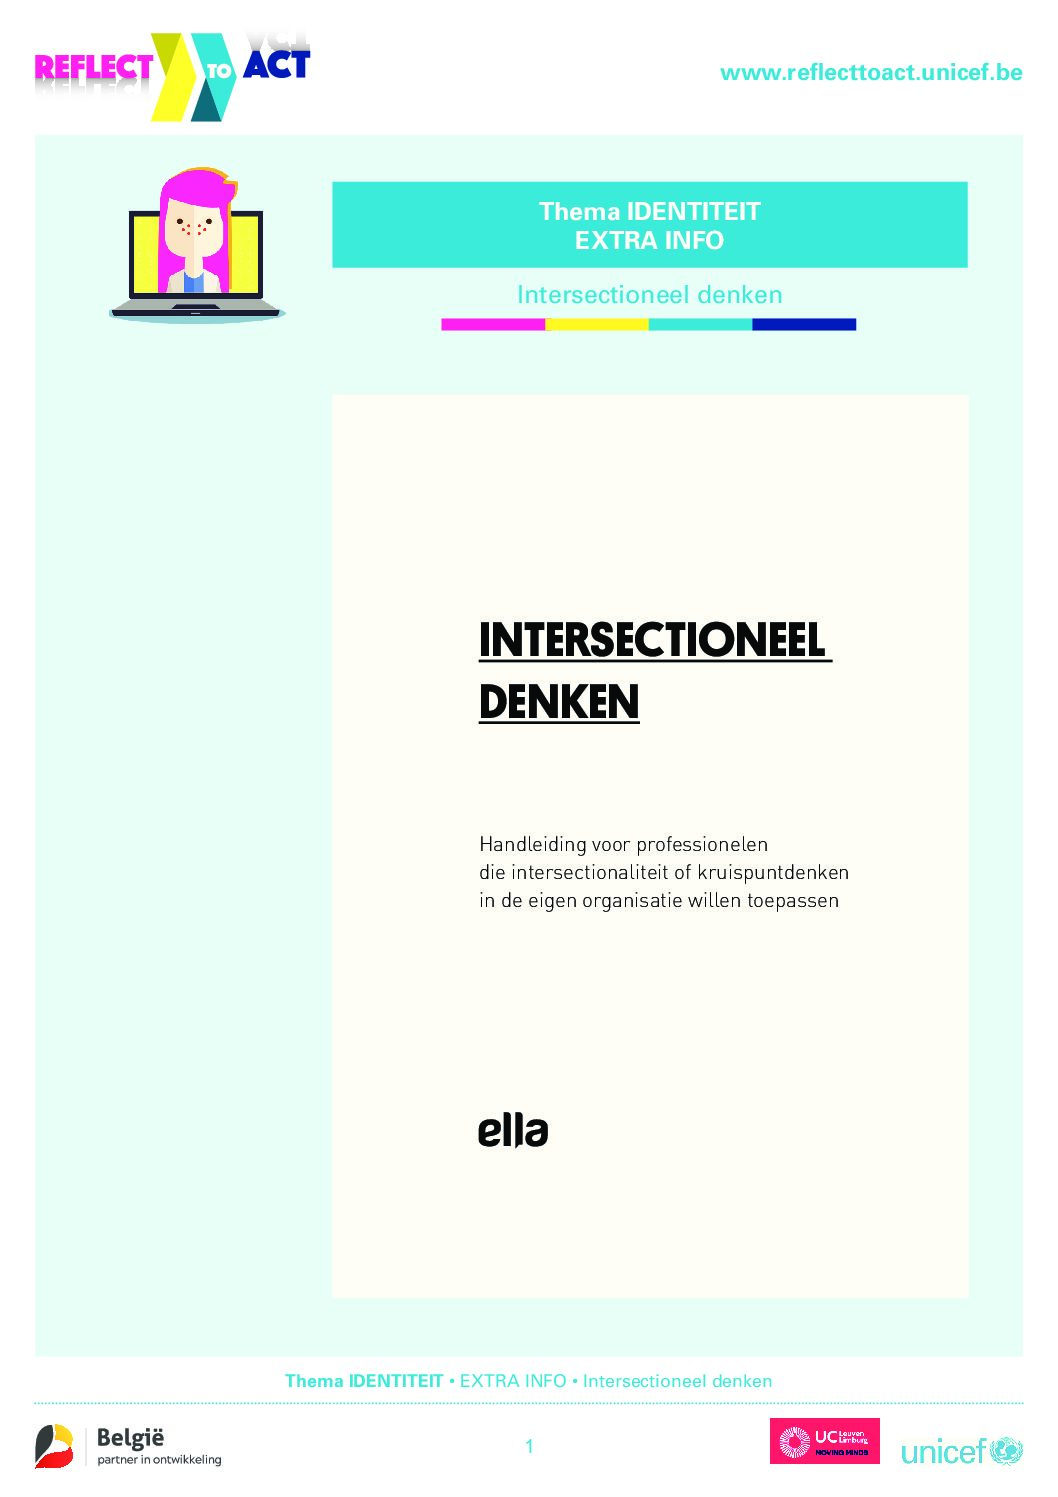 REFLECT TO ACT
www.reflecttoact.unicef.be
Thema IDENTITEIT
EXTRA INFO
Intersectioneel denken
INTERSECTIONEEL
DENKEN
Handleiding voor professionelen
die intersectionaliteit of kruispuntdenken
in de eigen organisatie willen toepassen
ella
Thema IDENTITEIT • EXTRA INFO • Intersectioneel denken
België
partner in ontwikkeling
1
UC Leuven
Limburg
MOVING MINDS
unicef